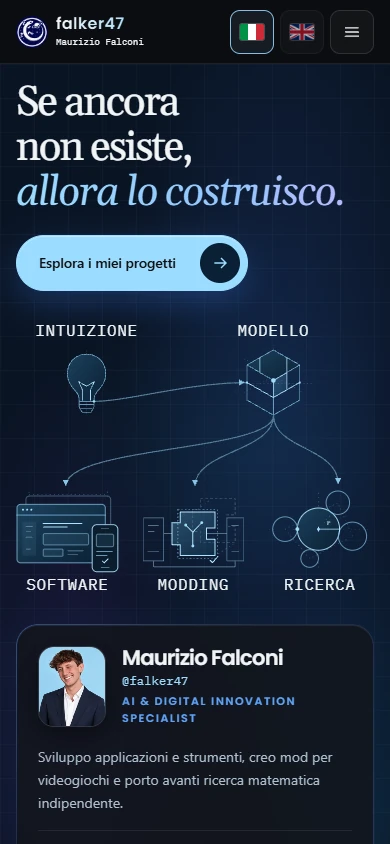 falker47
Maurizio Falconi
Se ancora
non esiste,
allora lo costruisco.
Esplora i miei progetti
INTUIZIONE
MODELLO
SOFTWARE
MODDING
RICERCA
Maurizio Falconi
@falker47
AI & DIGITAL INNOVATION
SPECIALIST
Sviluppo applicazioni e strumenti, creo mod per
videogiochi e porto avanti ricerca matematica
indipendente.